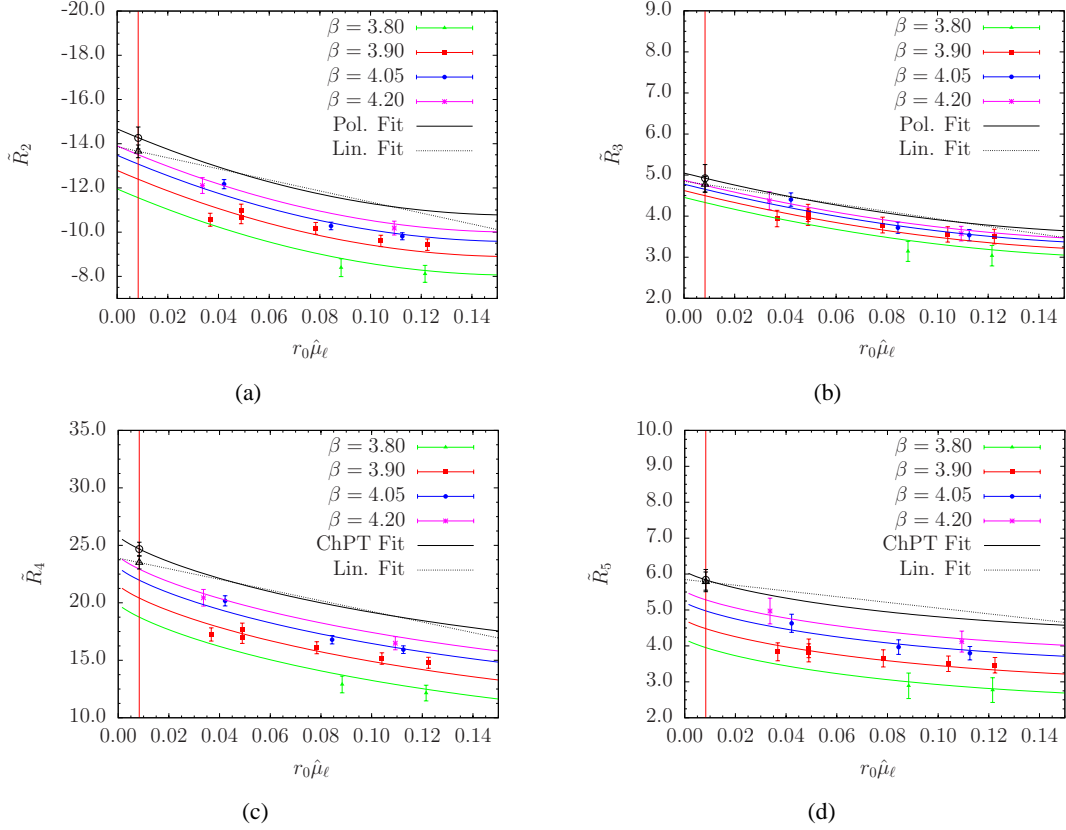 -20.0
-18.0
-16.0
-14.0
-12.0
-10.0
-8.0
R̃₂
β = 3.80
β = 3.90
β = 4.05
β = 4.20
Pol. Fit
Lin. Fit
0.00 0.02 0.04 0.06 0.08 0.10 0.12 0.14
r₀μ̂ℓ
(a)
9.0
8.0
7.0
6.0
5.0
4.0
3.0
2.0
R̃₃
β = 3.80
β = 3.90
β = 4.05
β = 4.20
Pol. Fit
Lin. Fit
0.00 0.02 0.04 0.06 0.08 0.10 0.12 0.14
r₀μ̂ℓ
(b)
35.0
30.0
25.0
20.0
15.0
10.0
R̃₄
β = 3.80
β = 3.90
β = 4.05
β = 4.20
ChPT Fit
Lin. Fit
0.00 0.02 0.04 0.06 0.08 0.10 0.12 0.14
r₀μ̂ℓ
(c)
10.0
9.0
8.0
7.0
6.0
5.0
4.0
3.0
2.0
R̃₅
β = 3.80
β = 3.90
β = 4.05
β = 4.20
ChPT Fit
Lin. Fit
0.00 0.02 0.04 0.06 0.08 0.10 0.12 0.14
r₀μ̂ℓ
(d)